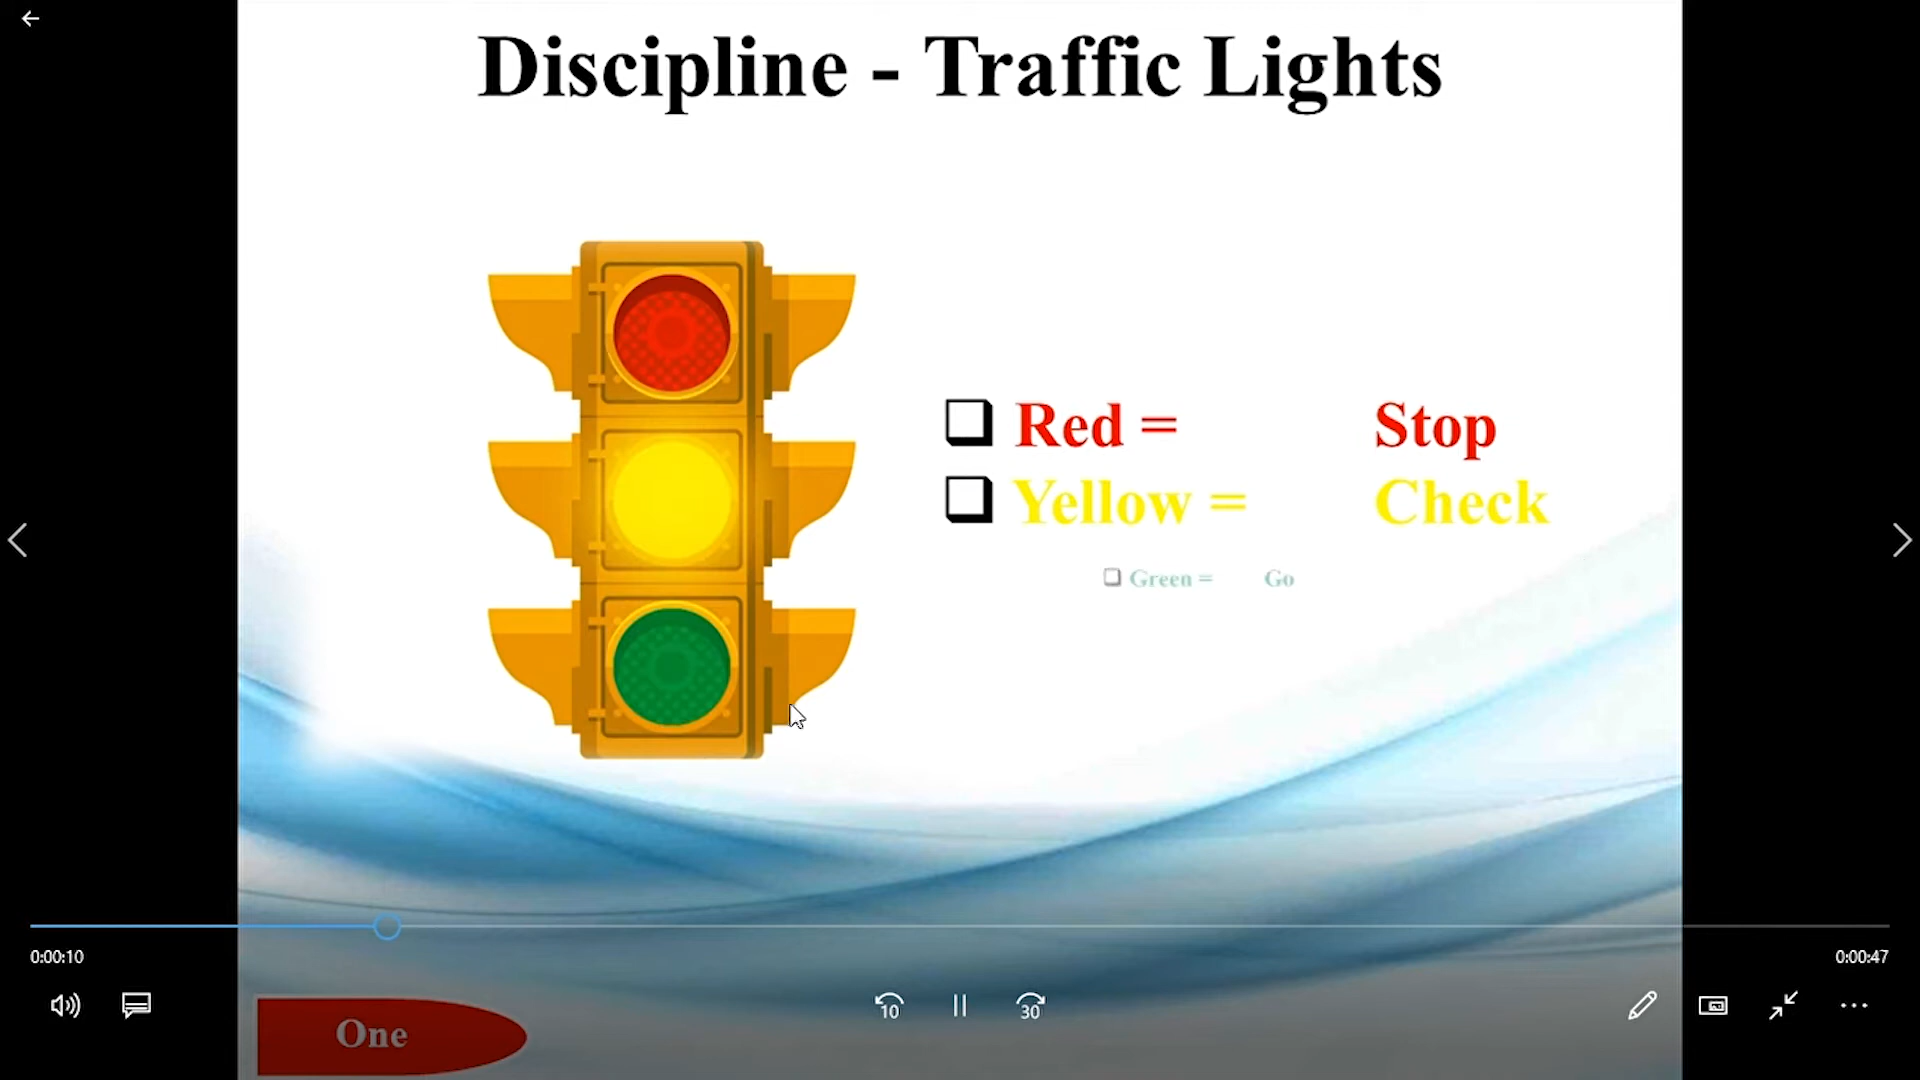 Discipline - Traffic Lights
❑ Red = Stop
❑ Yellow = Check
❑ Green = Go
0:00:10
0:00:47
10
30
One